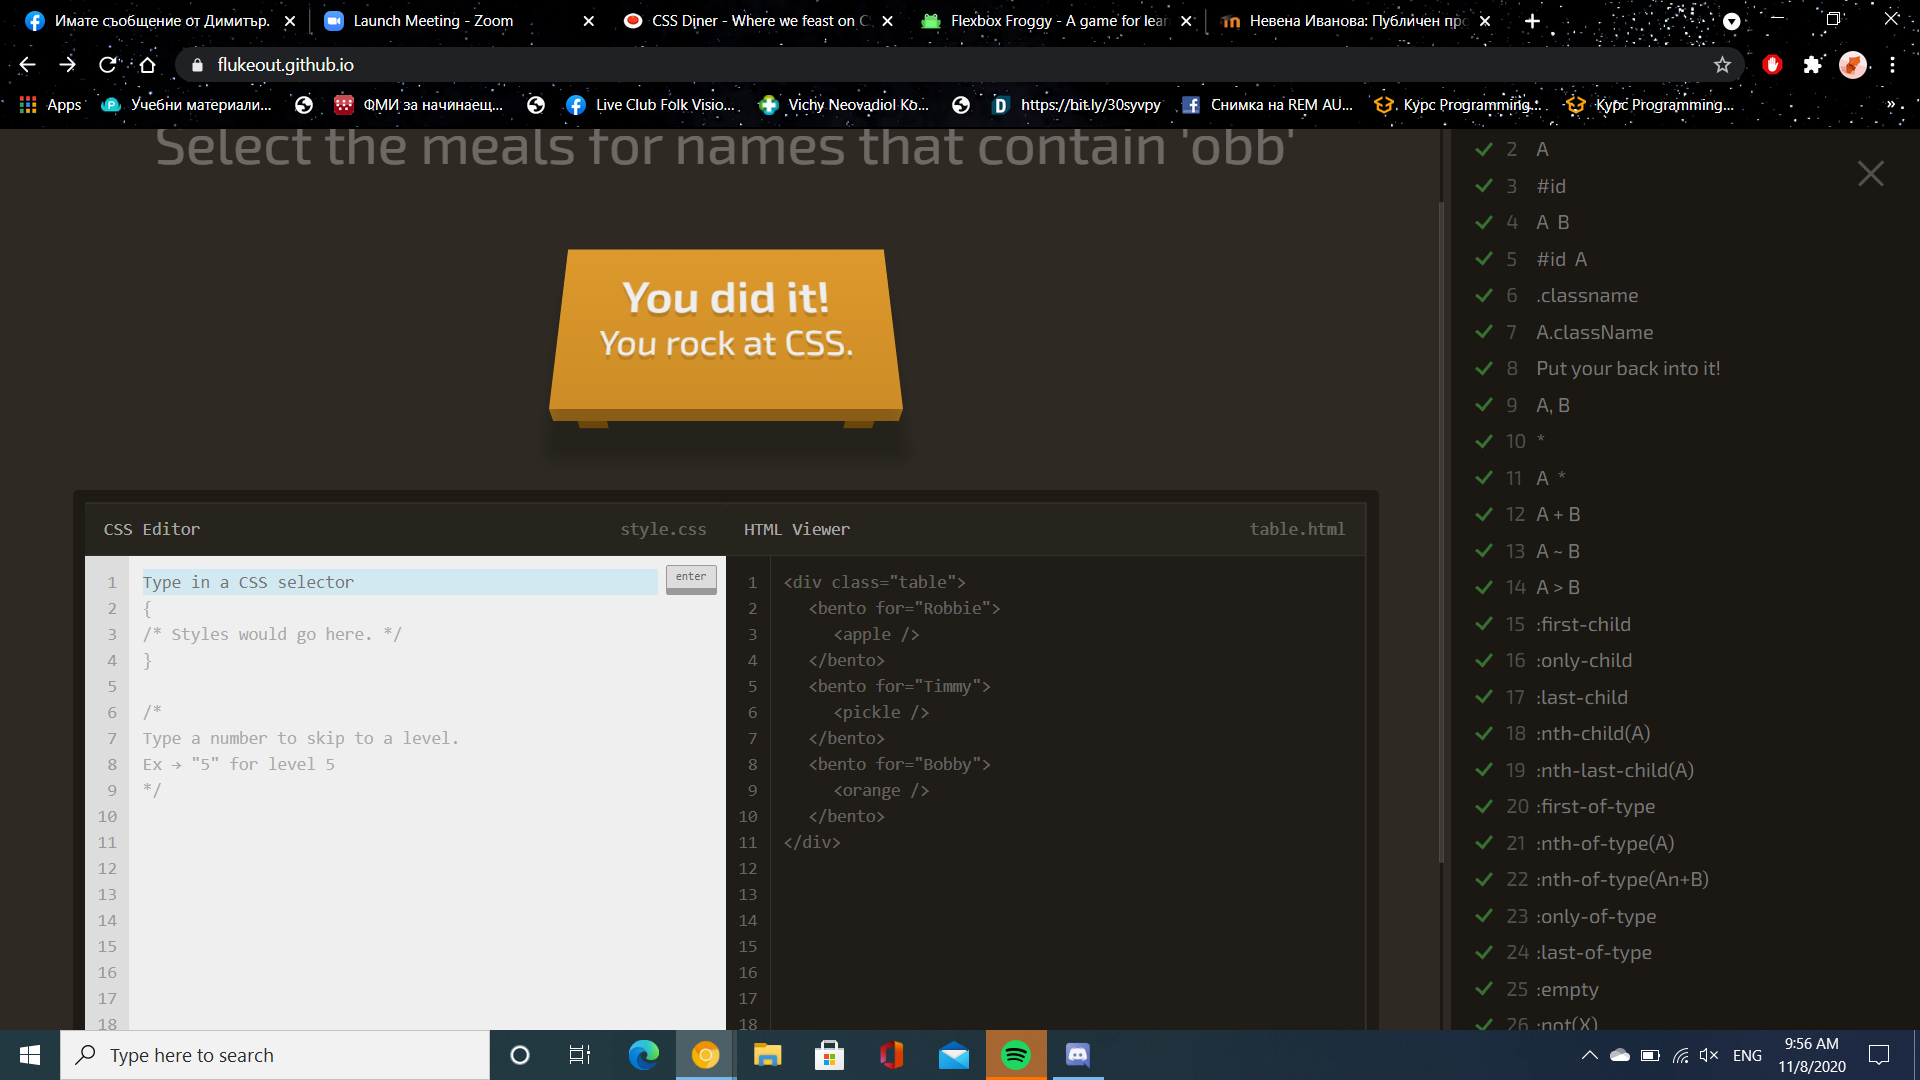 Имате съобщение от Димитър.
Launch Meeting - Zoom
CSS Diner - Where we feast on C
Flexbox Froggy - A game for lear
Невена Иванова: Публичен про
flukeout.github.io
Apps
Учебни материали...
ФМИ за начинаещ...
Live Club Folk Visio...
Vichy Neovadiol Ko...
https://bit.ly/30syvpy
Снимка на REM AU...
Курс Programming...
Курс Programming...
»
Select the meals for names that contain 'obb'
You did it!
You rock at CSS.
CSS Editor
style.css
1 Type in a CSS selector
enter
2 {
3 /* Styles would go here. */
4 }
5
6 /*
7 Type a number to skip to a level.
8 Ex → "5" for level 5
9 */
10
11
12
13
14
15
16
17
18
HTML Viewer
table.html
1 <div class="table">
2 <bento for="Robbie">
3 <apple />
4 </bento>
5 <bento for="Timmy">
6 <pickle />
7 </bento>
8 <bento for="Bobby">
9 <orange />
10 </bento>
11 </div>
12
13
14
15
16
17
18
2 A
3 #id
4 A B
5 #id A
6 .classname
7 A.className
8 Put your back into it!
9 A, B
10 *
11 A *
12 A + B
13 A ~ B
14 A > B
15 :first-child
16 :only-child
17 :last-child
18 :nth-child(A)
19 :nth-last-child(A)
20 :first-of-type
21 :nth-of-type(A)
22 :nth-of-type(An+B)
23 :only-of-type
24 :last-of-type
25 :empty
26 :not(X)
Type here to search
ENG
9:56 AM
11/8/2020